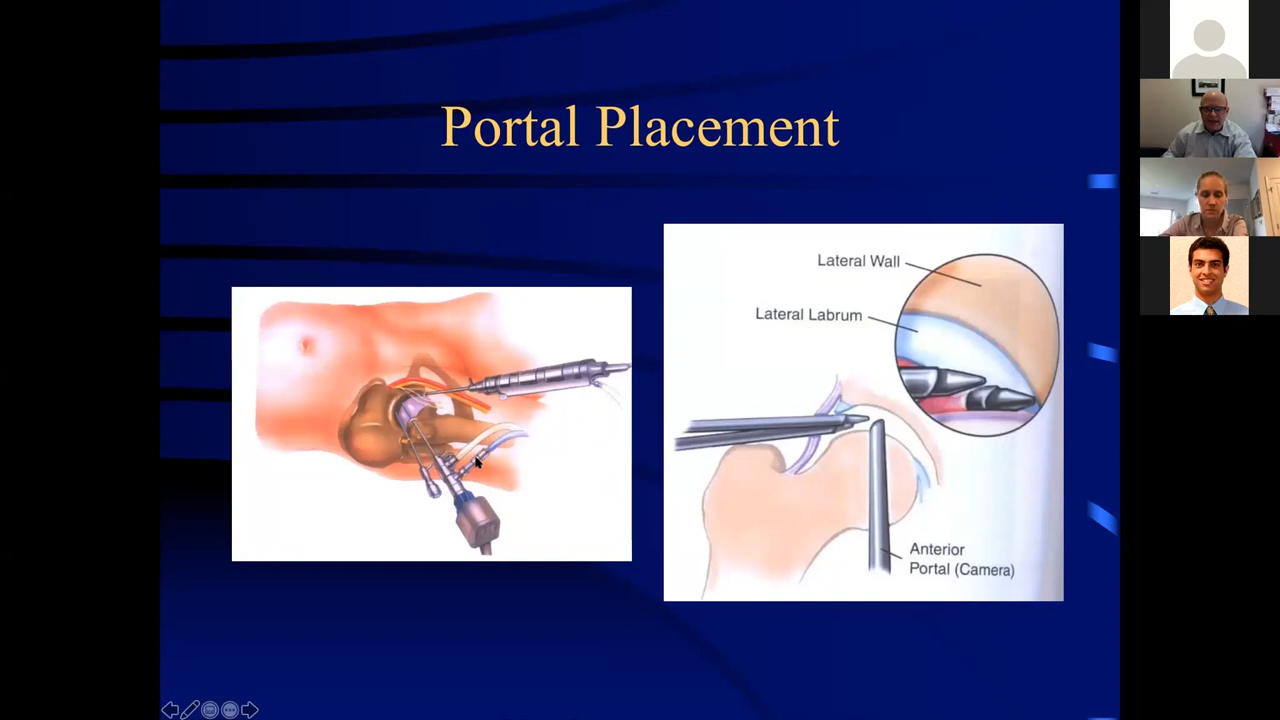 Portal Placement
Lateral Wall
Lateral Labrum
Anterior
Portal (Camera)